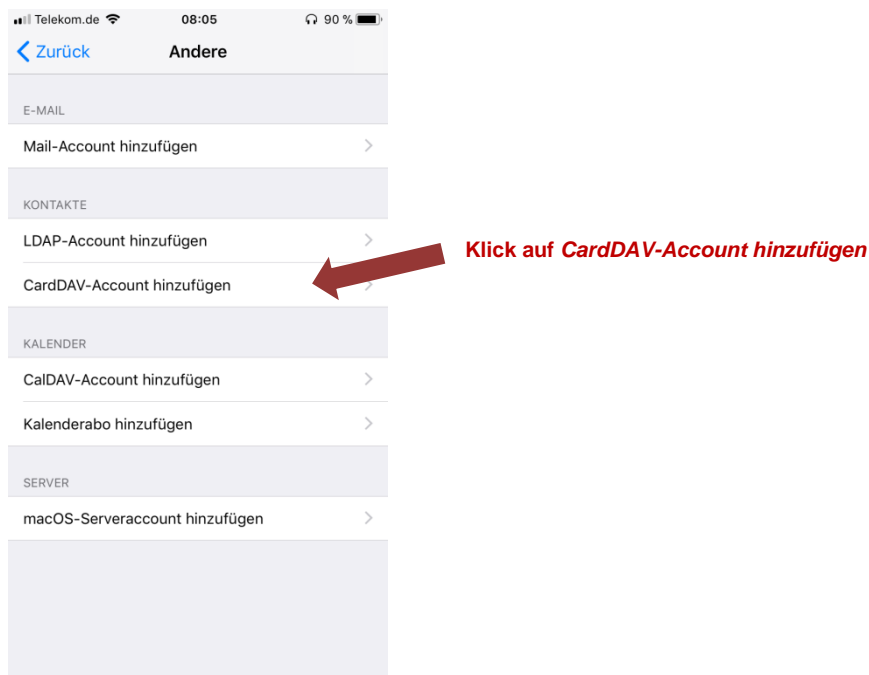 Telekom.de 08:05 90 %
Zurück Andere
E-MAIL
Mail-Account hinzufügen
KONTAKTE
LDAP-Account hinzufügen
Klick auf CardDAV-Account hinzufügen
CardDAV-Account hinzufügen
KALENDER
CalDAV-Account hinzufügen
Kalenderabo hinzufügen
SERVER
macOS-Serveraccount hinzufügen